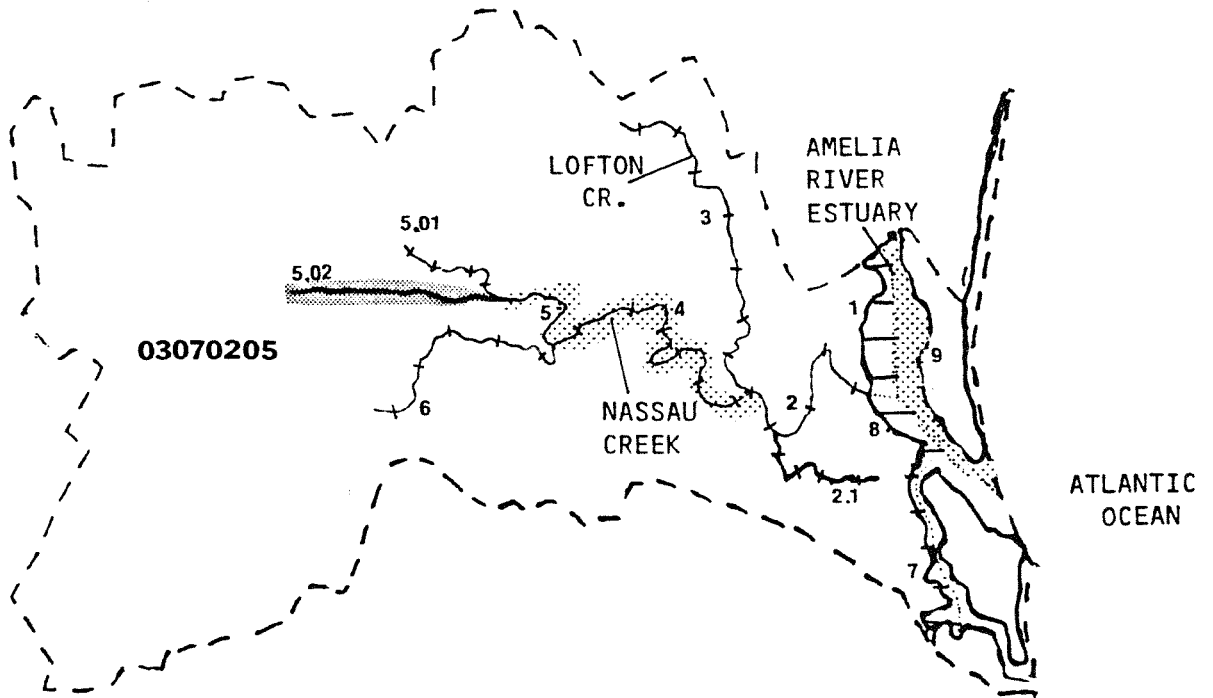 AMELIA
RIVER
ESTUARY
LOFTON
CR.
3
5.01
5.02
5
4
1
03070205
9
2
6
NASSAU
CREEK
8
2.1
ATLANTIC
OCEAN
7